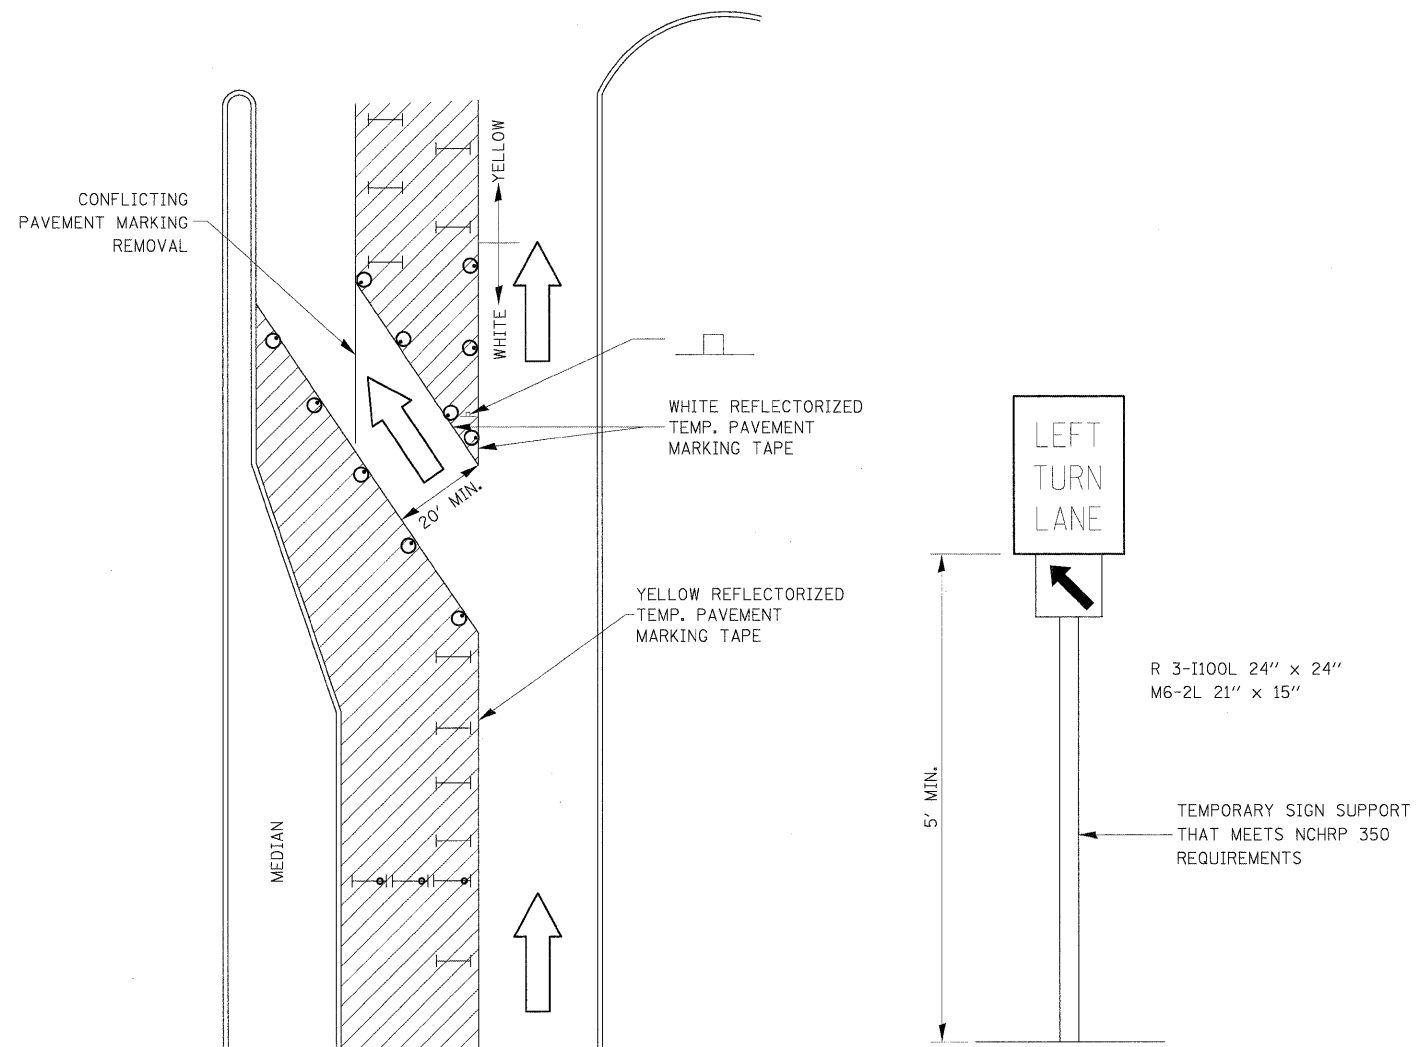 CONFLICTING
PAVEMENT MARKING
REMOVAL
YELLOW
WHITE
WHITE REFLECTORIZED
TEMP. PAVEMENT
MARKING TAPE
20' MIN.
YELLOW REFLECTORIZED
TEMP. PAVEMENT
MARKING TAPE
MEDIAN
LEFT
TURN
LANE
5' MIN.
R 3-I100L 24" x 24"
M6-2L 21" x 15"
TEMPORARY SIGN SUPPORT
THAT MEETS NCHRP 350
REQUIREMENTS